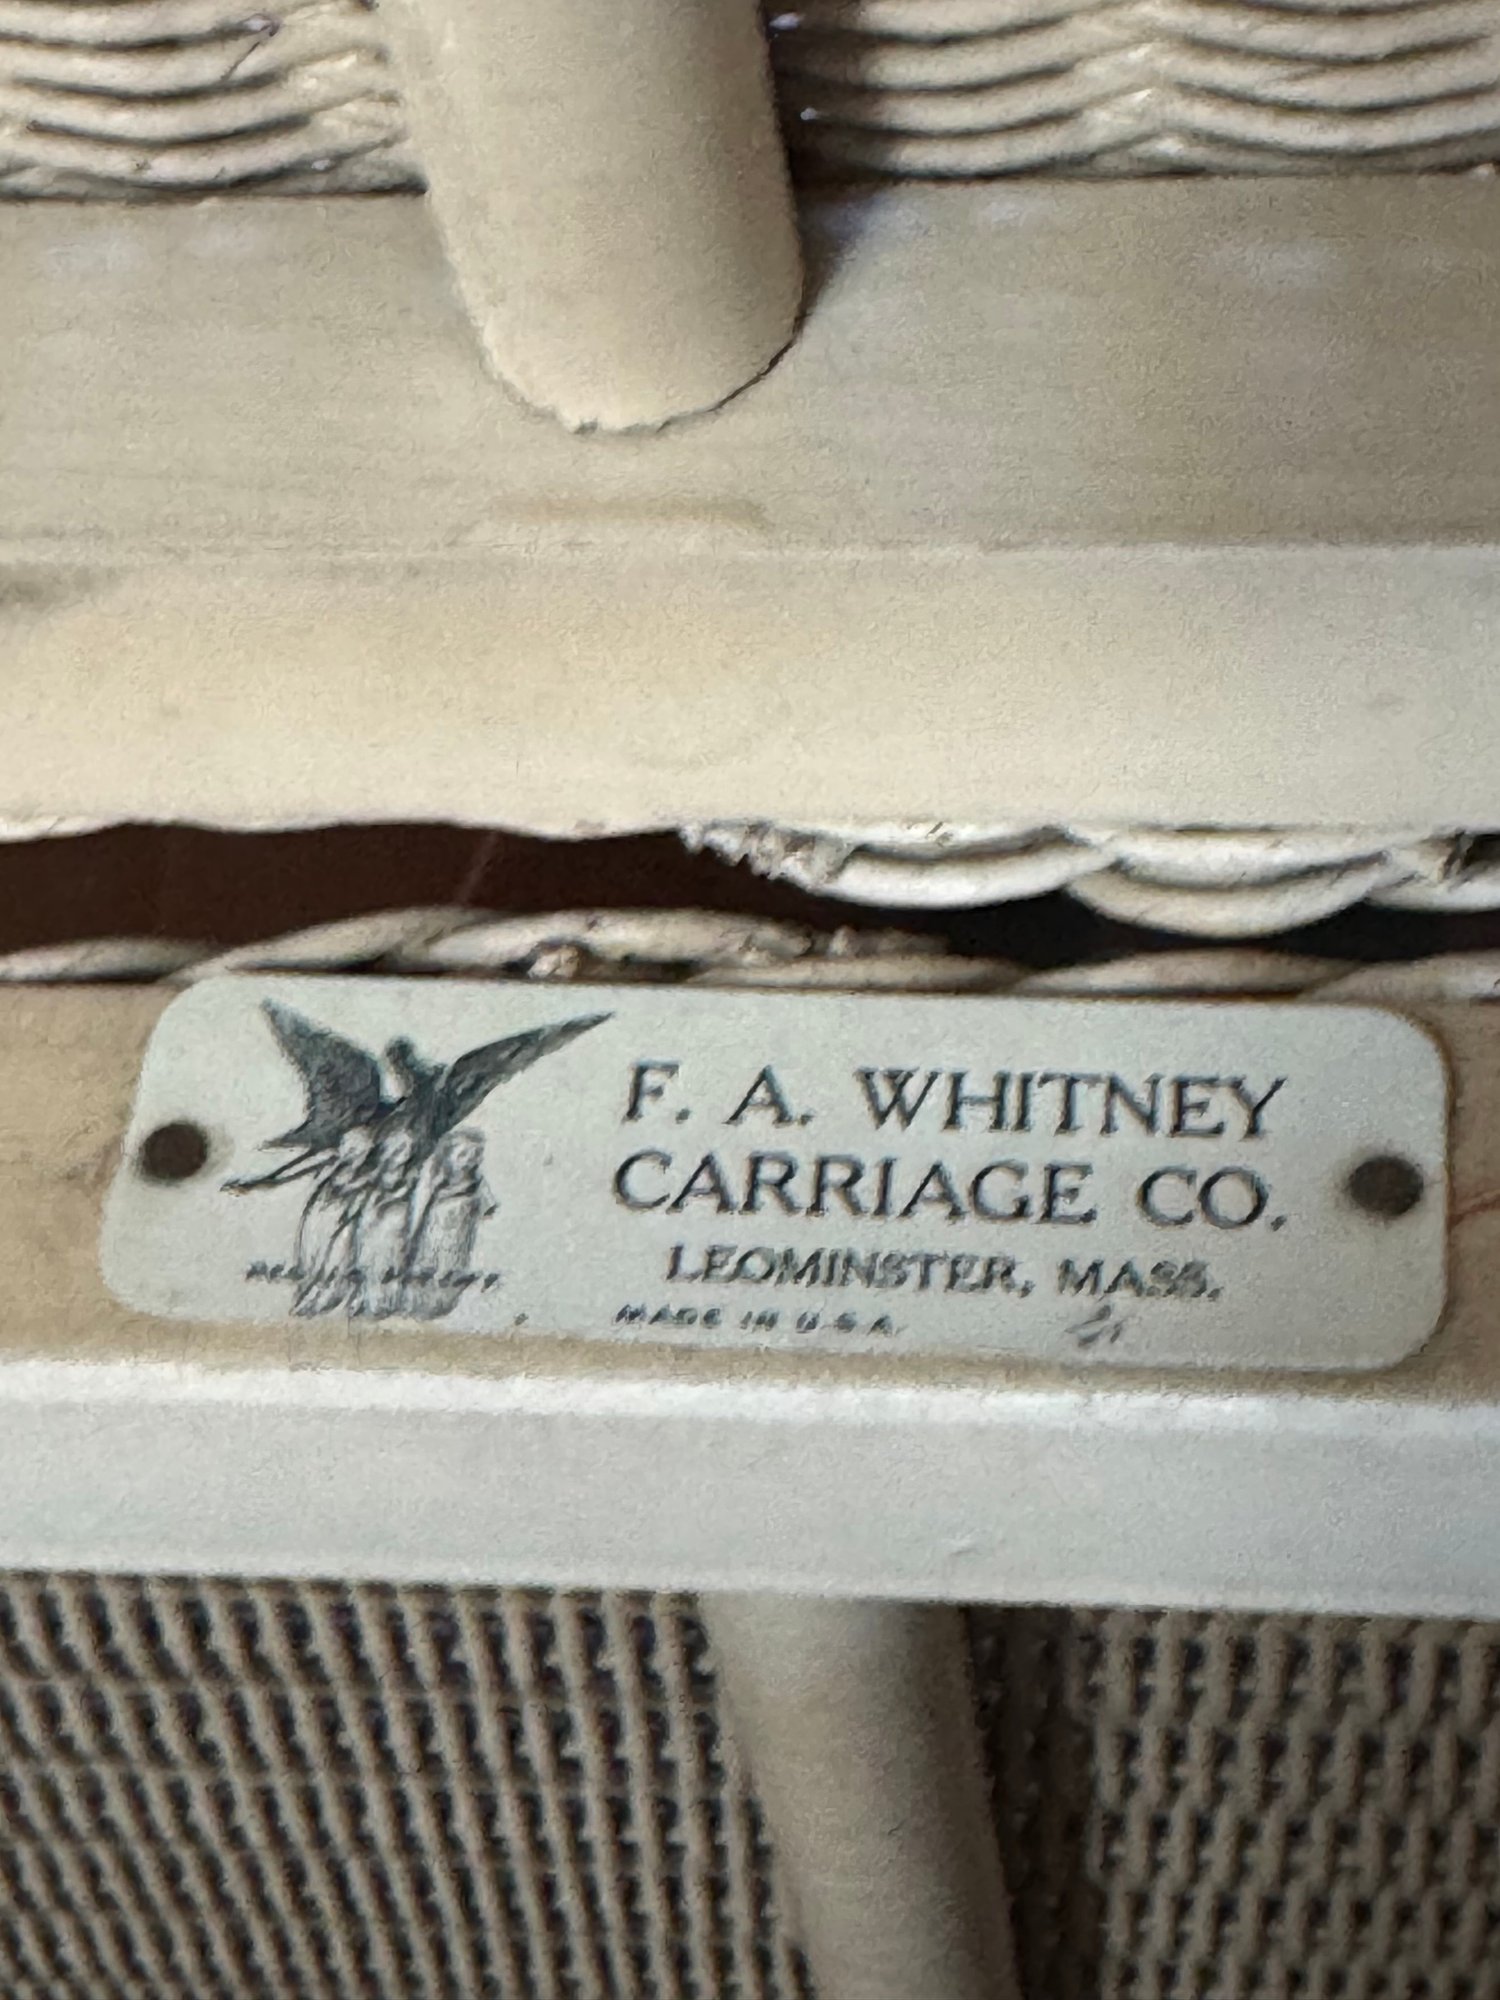 F. A. WHITNEY
CARRIAGE CO.
LEOMINSTER, MASS.
MADE IN U.S.A.